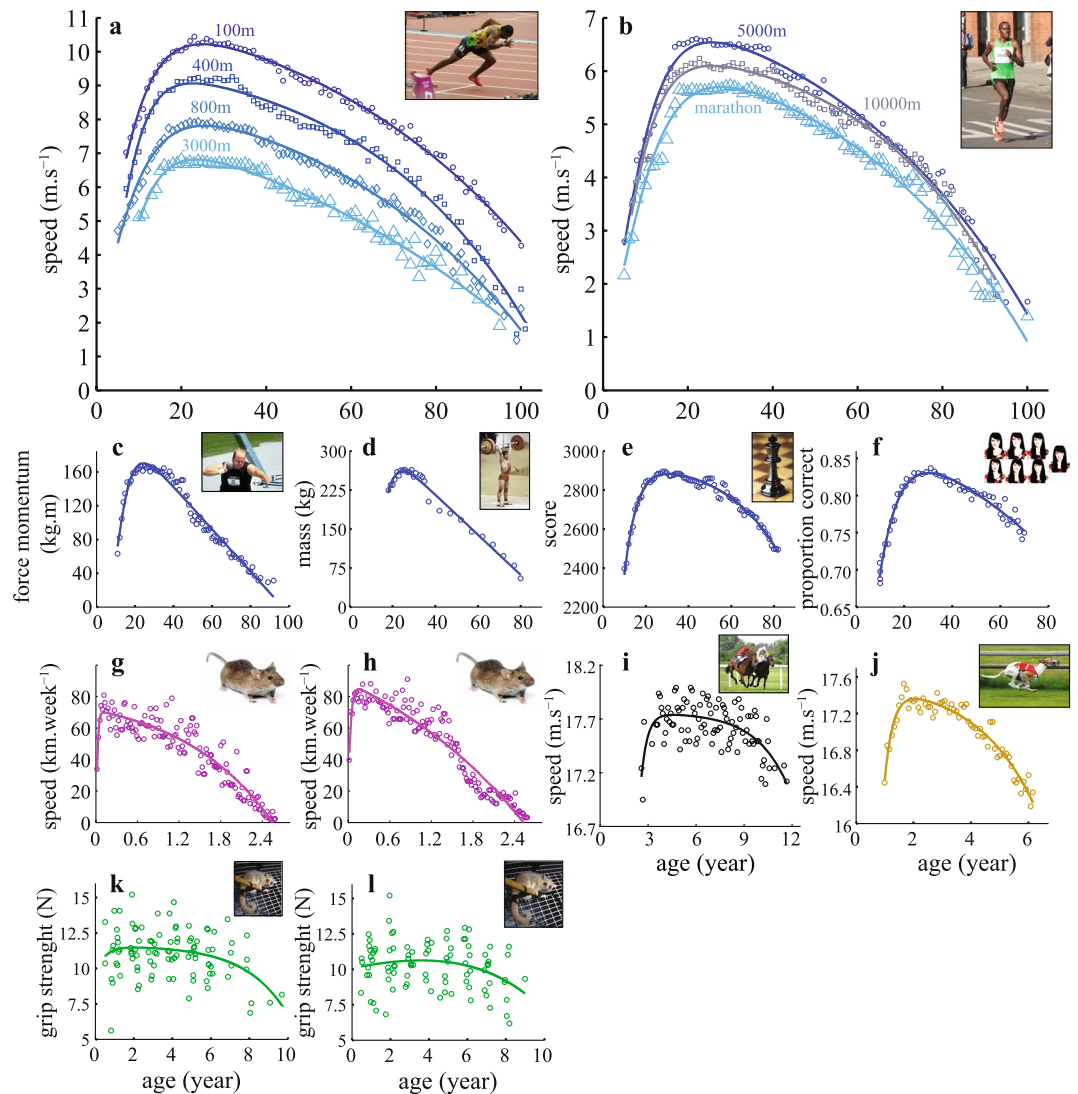 a
100m
400m
800m
3000m
speed (m.s⁻¹)
11
10
9
8
7
6
5
4
3
2
1
0
0 20 40 60 80 100
b
5000m
10000m
marathon
speed (m.s⁻¹)
7
6
5
4
3
2
1
0
0 20 40 60 80 100
c
force momentum
(kg.m)
160
120
80
40
0
0 20 40 60 80 100
d
mass (kg)
300
225
150
75
0
0 20 40 60 80 100
e
score
3000
2800
2600
2400
2200
0 20 40 60 80
f
proportion correct
0.85
0.80
0.75
0.70
0.65
0 20 40 60 80
g
speed (km.week⁻¹)
80
60
40
20
0
0 0.6 1.2 1.8 2.4
h
speed (km.week⁻¹)
100
80
60
40
20
0
0 0.6 1.2 1.8 2.4
i
speed (m.s⁻¹)
18.2
17.7
17.2
16.7
3 6 9 12
age (year)
j
speed (m.s⁻¹)
17.6
17.2
16.8
16.4
16
0 2 4 6
age (year)
k
grip strenght (N)
15
12.5
10
7.5
5
0 2 4 6 8 10
age (year)
l
grip strenght (N)
15
12.5
10
7.5
5
0 2 4 6 8 10
age (year)